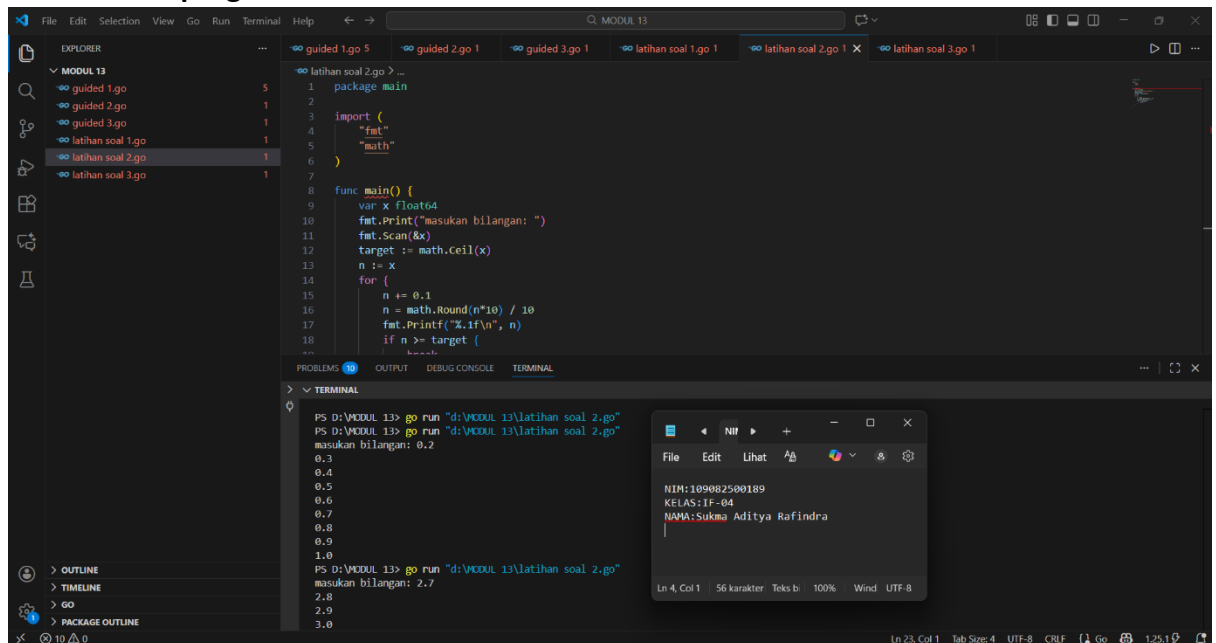 File Edit Selection View Go Run Terminal Help
MODUL 13
EXPLORER
MODUL 13
guided 1.go 5
guided 2.go 1
guided 3.go 1
latihan soal 1.go 1
latihan soal 2.go 1
latihan soal 3.go 1
OUTLINE
TIMELINE
GO
PACKAGE OUTLINE
guided 1.go 5 guided 2.go 1 guided 3.go 1 latihan soal 1.go 1 latihan soal 2.go 1 latihan soal 3.go 1
latihan soal 2.go > ...
1 package main
2
3 import (
4 "fmt"
5 "math"
6 )
7
8 func main() {
9 var x float64
10 fmt.Print("masukan bilangan: ")
11 fmt.Scan(&x)
12 target := math.Ceil(x)
13 n := x
14 for {
15 n += 0.1
16 n = math.Round(n*10) / 10
17 fmt.Printf("%.1f\n", n)
18 if n >= target {
PROBLEMS 10 OUTPUT DEBUG CONSOLE TERMINAL
TERMINAL
PS D:\MODUL 13> go run "d:\MODUL 13\latihan soal 2.go"
PS D:\MODUL 13> go run "d:\MODUL 13\latihan soal 2.go"
masukan bilangan: 0.2
0.3
0.4
0.5
0.6
0.7
0.8
0.9
1.0
PS D:\MODUL 13> go run "d:\MODUL 13\latihan soal 2.go"
masukan bilangan: 2.7
2.8
2.9
3.0
File Edit Lihat
NIM:109082500189
KELAS:IF-04
NAMA:Sukma Aditya Rafindra
Ln 4, Col 1 56 karakter Teks bi 100% Wind UTF-8
10 0 Ln 23, Col 1 Tab Size: 4 UTF-8 CRLF Go 1.25.1